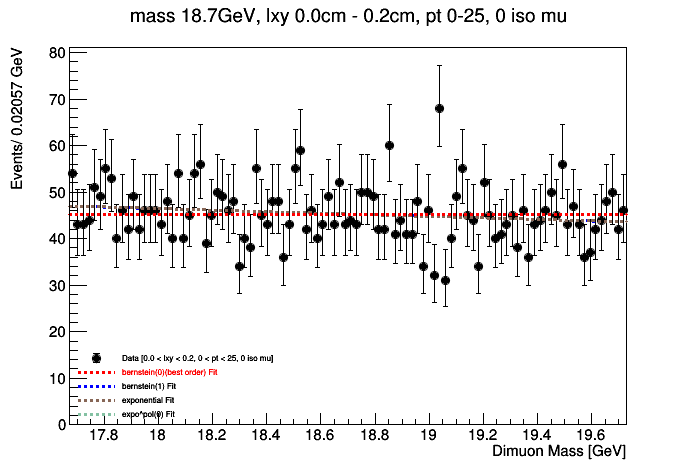 mass 18.7GeV, lxy 0.0cm - 0.2cm, pt 0-25, 0 iso mu
Events/ 0.02057 GeV
80
70
60
50
40
30
20
10
0
Data [0.0 < lxy < 0.2, 0 < pt < 25, 0 iso mu]
bernstein(0)(best order) Fit
bernstein(1) Fit
exponential Fit
expo*pol(9) Fit
17.8 18 18.2 18.4 18.6 18.8 19 19.2 19.4 19.6
Dimuon Mass [GeV]